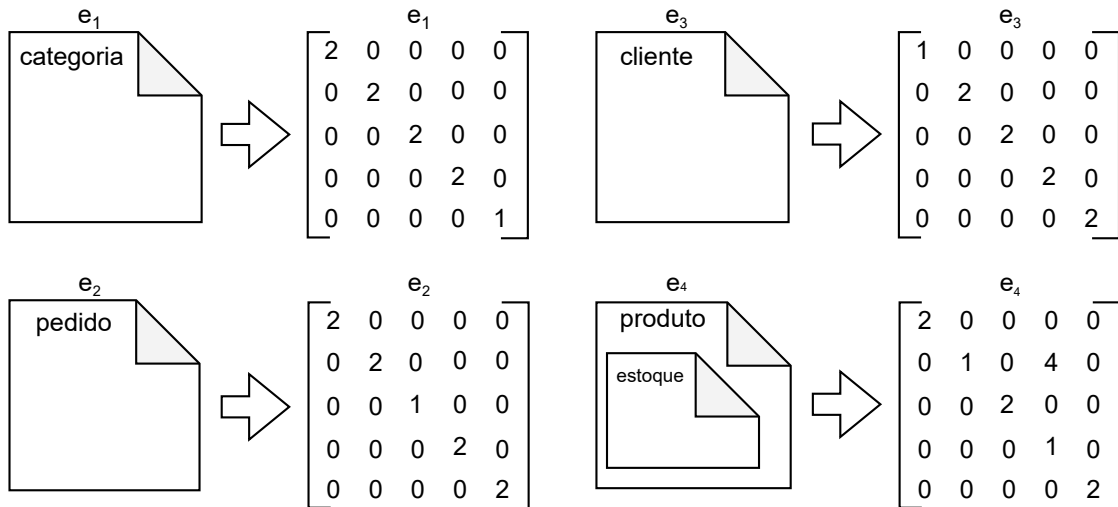 e₁
categoria
e₁
2 0 0 0 0
0 2 0 0 0
0 0 2 0 0
0 0 0 2 0
0 0 0 0 1
e₃
cliente
e₃
1 0 0 0 0
0 2 0 0 0
0 0 2 0 0
0 0 0 2 0
0 0 0 0 2
e₂
pedido
e₂
2 0 0 0 0
0 2 0 0 0
0 0 1 0 0
0 0 0 2 0
0 0 0 0 2
e₄
produto
estoque
e₄
2 0 0 0 0
0 1 0 4 0
0 0 2 0 0
0 0 0 1 0
0 0 0 0 2